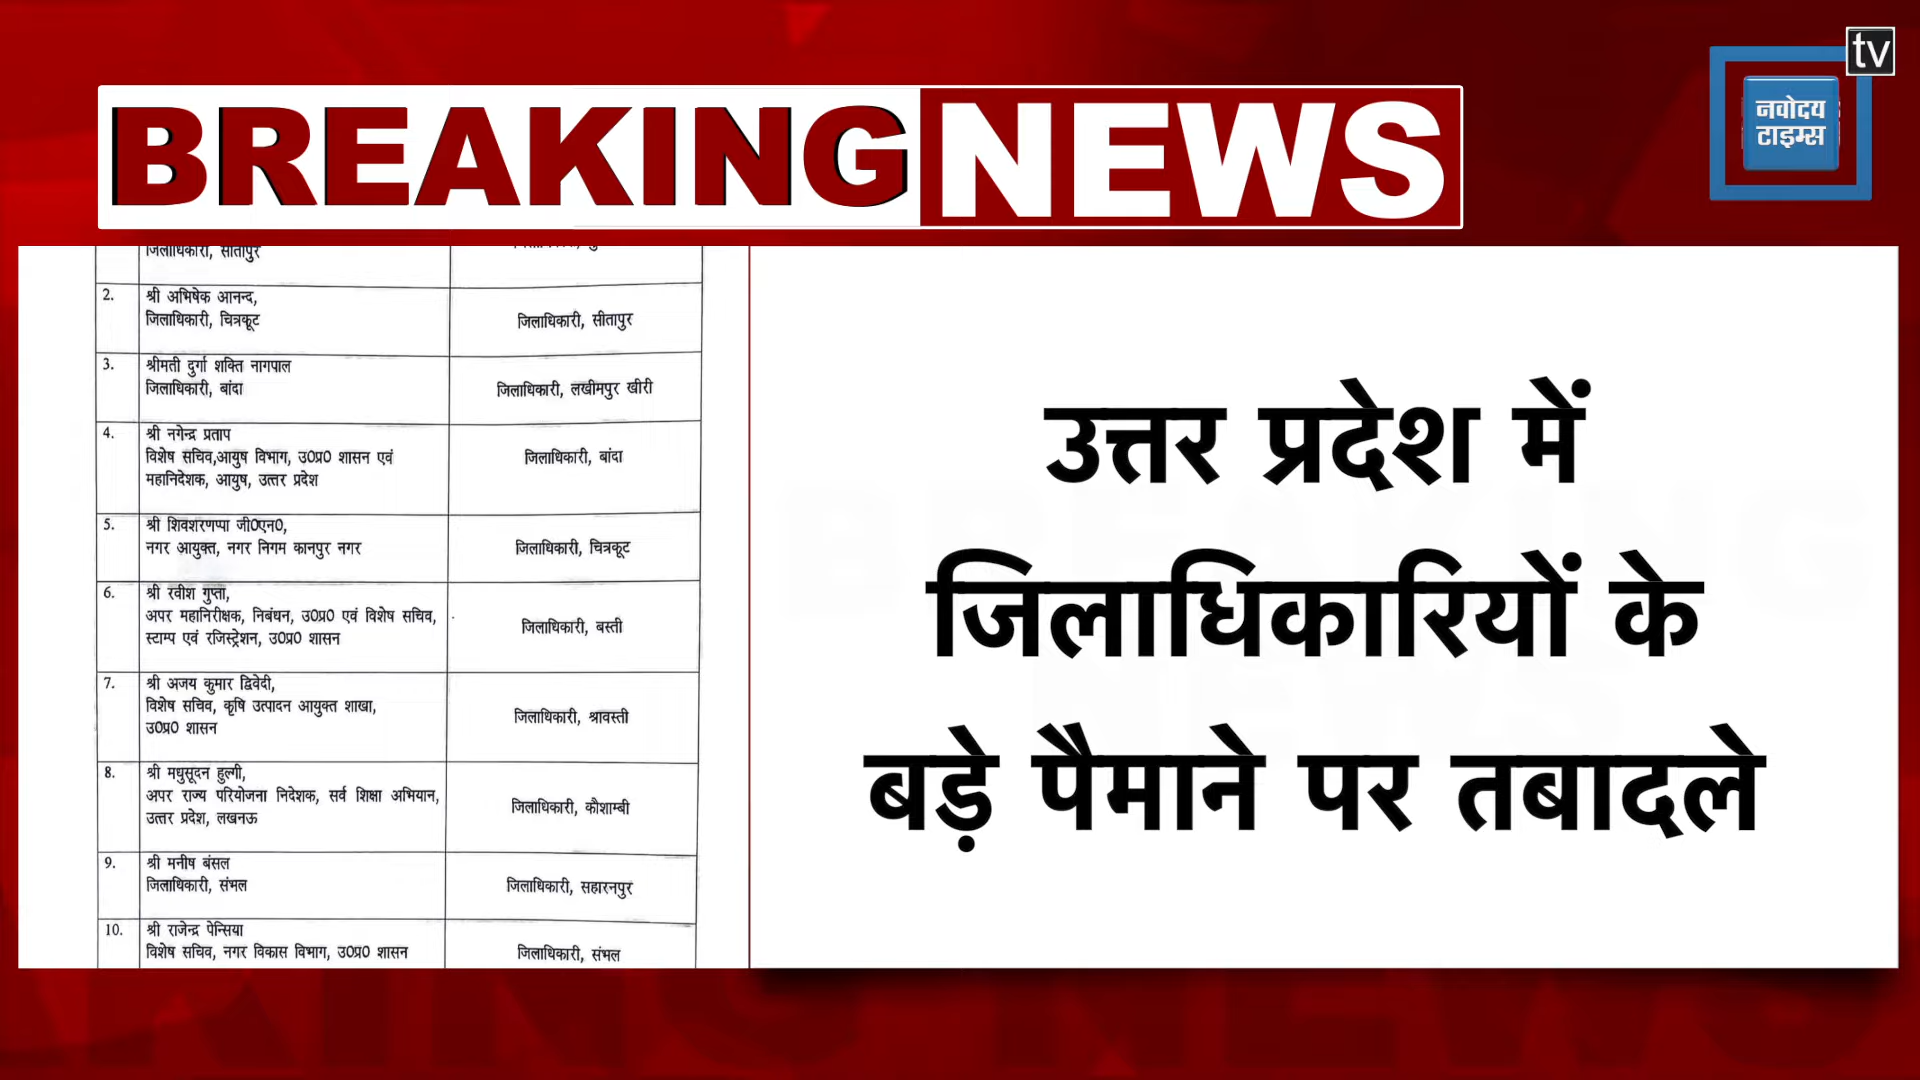 BREAKING NEWS
tv
नवोदय
टाइम्स
जिलाधिकारी, सीतापुर
2.
श्री अभिषेक आनन्द,
जिलाधिकारी, चित्रकूट
जिलाधिकारी, सीतापुर
3.
श्रीमती दुर्गा शक्ति नागपाल
जिलाधिकारी, बांदा
जिलाधिकारी, लखीमपुर खीरी
4.
श्री नगेन्द्र प्रताप
विशेष सचिव,आयुष विभाग, उ0प्र0 शासन एवं
महानिदेशक, आयुष, उत्तर प्रदेश
जिलाधिकारी, बांदा
5.
श्री शिवशरणप्पा जी0एन0,
नगर आयुक्त, नगर निगम कानपुर नगर
जिलाधिकारी, चित्रकूट
6.
श्री रवीश गुप्ता,
अपर महानिरीक्षक, निबंधन, उ0प्र0 एवं विशेष सचिव,
स्टाम्प एवं रजिस्ट्रेशन, उ0प्र0 शासन
जिलाधिकारी, बस्ती
7.
श्री अजय कुमार द्विवेदी,
विशेष सचिव, कृषि उत्पादन आयुक्त शाखा,
उ0प्र0 शासन
जिलाधिकारी, श्रावस्ती
8.
श्री मधुसूदन हुल्गी,
अपर राज्य परियोजना निदेशक, सर्व शिक्षा अभियान,
उत्तर प्रदेश, लखनऊ
जिलाधिकारी, कौशाम्बी
9.
श्री मनीष बंसल
जिलाधिकारी, संभल
जिलाधिकारी, सहारनपुर
10.
श्री राजेन्द्र पेन्सिया
विशेष सचिव, नगर विकास विभाग, उ0प्र0 शासन
जिलाधिकारी, संभल
उत्तर प्रदेश में
जिलाधिकारियों के
बड़े पैमाने पर तबादले